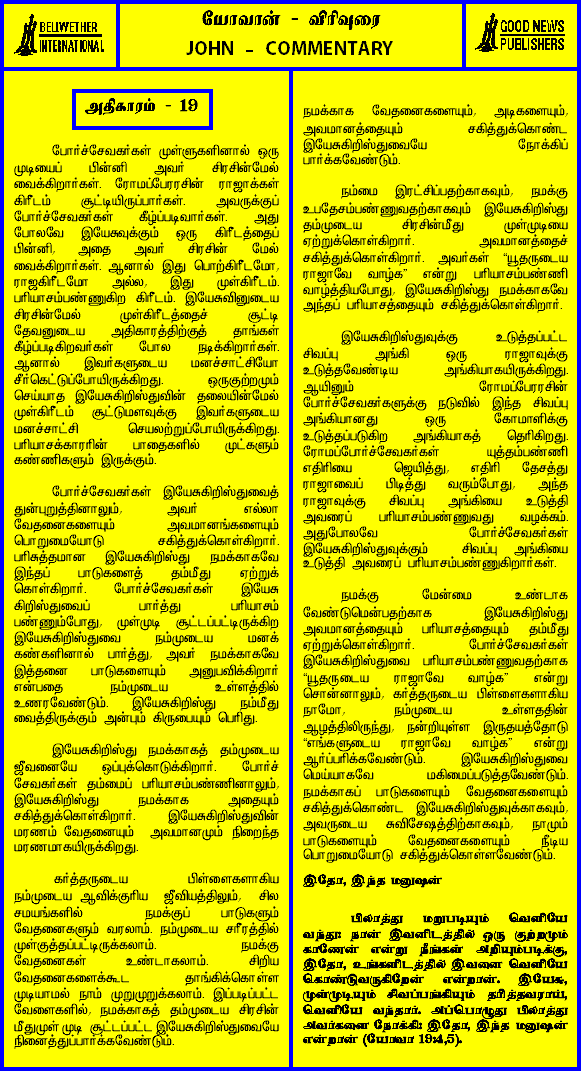 BELLWETHER
INTERNATIONAL
யோவான் - விரிவுரை
JOHN - COMMENTARY
GOOD NEWS
PUBLISHERS
அதிகாரம் - 19
போர்ச்சேவகர்கள் முள்ளுகளினால் ஒரு
முடியைப் பின்னி அவர் சிரசின்மேல்
வைக்கிறார்கள். ரோமப்பேரரசின் ராஜாக்கள்
கிரீடம் சூட்டியிருப்பார்கள். அவருக்குப்
போர்ச்சேவகர்கள் கீழ்ப்படிவார்கள். அது
போலவே இயேசுவுக்கும் ஒரு கிரீடத்தைப்
பின்னி, அதை அவர் சிரசின் மேல்
வைக்கிறார்கள். ஆனால் இது பொற்கிரீடமோ,
ராஜகிரீடமோ அல்ல, இது முள்கிரீடம்.
பரியாசம்பண்ணுகிற கிரீடம். இயேசுவினுடைய
சிரசின்மேல் முள்கிரீடத்தைச் சூட்டி
தேவனுடைய அதிகாரத்திற்குத் தாங்கள்
கீழ்ப்படிகிறவர்கள் போல நடிக்கிறார்கள்.
ஆனால் இவர்களுடைய மனச்சாட்சியோ
சீர்கெட்டுப்போயிருக்கிறது. ஒருகுற்றமும்
செய்யாத இயேசுகிறிஸ்துவின் தலையின்மேல்
முள்கிரீடம் சூட்டுமளவுக்கு இவர்களுடைய
மனச்சாட்சி செயலற்றுப்போயிருக்கிறது.
பரியாசக்காரரின் பாதைகளில் முட்களும்
கண்ணிகளும் இருக்கும்.
போர்ச்சேவகர்கள் இயேசுகிறிஸ்துவைத்
துன்புறுத்தினாலும், அவர் எல்லா
வேதனைகளையும் அவமானங்களையும்
பொறுமையோடு சகித்துக்கொள்கிறார்.
பரிசுத்தமான இயேசுகிறிஸ்து நமக்காகவே
இந்தப் பாடுகளைத் தம்மீது ஏற்றுக்
கொள்கிறார். போர்ச்சேவகர்கள் இயேசு
கிறிஸ்துவைப் பார்த்து பரியாசம்
பண்ணும்போது, முள்முடி சூட்டப்பட்டிருக்கிற
இயேசுகிறிஸ்துவை நம்முடைய மனக்
கண்களினால் பார்த்து, அவர் நமக்காகவே
இத்தனை பாடுகளையும் அனுபவிக்கிறார்
என்பதை நம்முடைய உள்ளத்தில்
உணரவேண்டும். இயேசுகிறிஸ்து நம்மீது
வைத்திருக்கும் அன்பும் கிருபையும் பெரிது.
இயேசுகிறிஸ்து நமக்காகத் தம்முடைய
ஜீவனையே ஒப்புக்கொடுக்கிறார். போர்ச்
சேவகர்கள் தம்மைப் பரியாசம்பண்ணினாலும்,
இயேசுகிறிஸ்து நமக்காக அதையும்
சகித்துக்கொள்கிறார். இயேசுகிறிஸ்துவின்
மரணம் வேதனையும் அவமானமும் நிறைந்த
மரணமாகயிருக்கிறது.
கர்த்தருடைய பிள்ளைகளாகிய
நம்முடைய ஆவிக்குரிய ஜீவியத்திலும், சில
சமயங்களில் நமக்குப் பாடுகளும்
வேதனைகளும் வரலாம். நம்முடைய சரீரத்தில்
முள்குத்தப்பட்டிருக்கலாம். நமக்கு
வேதனைகள் உண்டாகலாம். சிறிய
வேதனைகளைக்கூட தாங்கிக்கொள்ள
முடியாமல் நாம் முறுமுறுக்கலாம். இப்படிப்பட்ட
வேளைகளில், நமக்காகத் தம்முடைய சிரசின்
மீதுமுள் முடி சூட்டப்பட்ட இயேசுகிறிஸ்துவையே
நினைத்துப்பார்க்கவேண்டும்.
நமக்காக வேதனைகளையும், அடிகளையும்,
அவமானத்தையும் சகித்துக்கொண்ட
இயேசுகிறிஸ்துவையே நோக்கிப்
பார்க்கவேண்டும்.
நம்மை இரட்சிப்பதற்காகவும், நமக்கு
உபதேசம்பண்ணுவதற்காகவும் இயேசுகிறிஸ்து
தம்முடைய சிரசின்மீது முள்முடியை
ஏற்றுக்கொள்கிறார். அவமானத்தைச்
சகித்துக்கொள்கிறார். அவர்கள் “யூதருடைய
ராஜாவே வாழ்க” என்று பரியாசம்பண்ணி
வாழ்த்தியபோது, இயேசுகிறிஸ்து நமக்காகவே
அந்தப் பரியாசத்தையும் சகித்துக்கொள்கிறார்.
இயேசுகிறிஸ்துவுக்கு உடுத்தப்பட்ட
சிவப்பு அங்கி ஒரு ராஜாவுக்கு
உடுத்தவேண்டிய அங்கியாகயிருக்கிறது.
ஆயினும் ரோமப்பேரரசின்
போர்ச்சேவகர்களுக்கு நடுவில் இந்த சிவப்பு
அங்கியானது ஒரு கோமாளிக்கு
உடுத்தப்படுகிற அங்கியாகத் தெரிகிறது.
ரோமப்போர்ச்சேவகர்கள் யுத்தம்பண்ணி
எதிரியை ஜெயித்து, எதிரி தேசத்து
ராஜாவைப் பிடித்து வரும்போது, அந்த
ராஜாவுக்கு சிவப்பு அங்கியை உடுத்தி
அவரைப் பரியாசம்பண்ணுவது வழக்கம்.
அதுபோலவே போர்ச்சேவகர்கள்
இயேசுகிறிஸ்துவுக்கும் சிவப்பு அங்கியை
உடுத்தி அவரைப் பரியாசம்பண்ணுகிறார்கள்.
நமக்கு மேன்மை உண்டாக
வேண்டுமென்பதற்காக இயேசுகிறிஸ்து
அவமானத்தையும் பரியாசத்தையும் தம்மீது
ஏற்றுக்கொள்கிறார். போர்ச்சேவகர்கள்
இயேசுகிறிஸ்துவை பரியாசம்பண்ணுவதற்காக
“யூதருடைய ராஜாவே வாழ்க” என்று
சொன்னாலும், கர்த்தருடைய பிள்ளைகளாகிய
நாமோ, நம்முடைய உள்ளததின்
ஆழத்திலிருந்து, நன்றியுள்ள இருதயத்தோடு
“எங்களுடைய ராஜாவே வாழ்க” என்று
ஆர்ப்பரிக்கவேண்டும். இயேசுகிறிஸ்துவை
மெய்யாகவே மகிமைப்படுத்தவேண்டும்.
நமக்காகப் பாடுகளையும் வேதனைகளையும்
சகித்துக்கொண்ட இயேசுகிறிஸ்துவுக்காகவும்,
அவருடைய சுவிசேஷத்திற்காகவும், நாமும்
பாடுகளையும் வேதனைகளையும் நீடிய
பொறுமையோடு சகித்துக்கொள்ளவேண்டும்.
இதோ, இந்த மனுஷன்
பிலாத்து மறுபடியும் வெளியே
வந்து: நான் இவனிடத்தில் ஒரு குற்றமும்
காணேன் என்று நீங்கள் அறியும்படிக்கு,
இதோ, உங்களிடத்தில் இவனை வெளியே
கொண்டுவருகிறேன் என்றான். இயேசு,
முள்முடியும் சிவப்பங்கியும் தரித்தவராய்,
வெளியே வந்தார். அப்பொழுது பிலாத்து
அவர்களை நோக்கி: இதோ, இந்த மனுஷன்
என்றான் (யோவா 19:4,5).